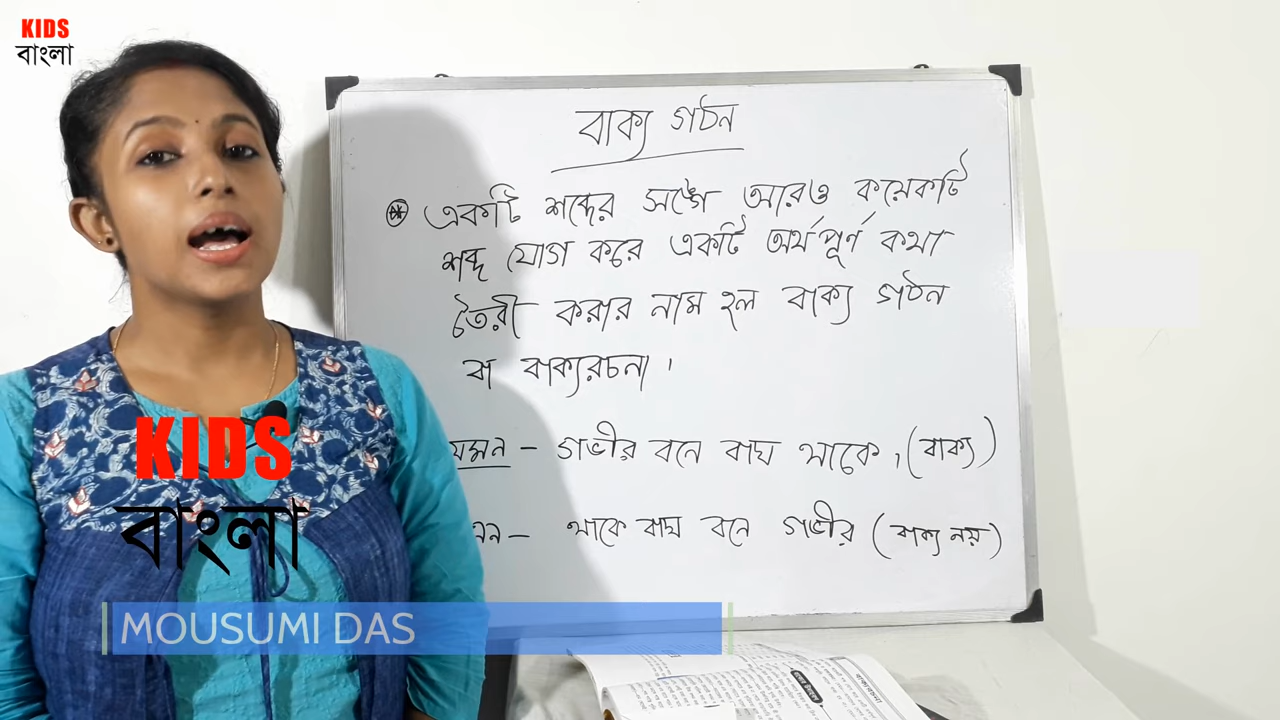 KIDS
বাংলা
বাক্য গঠন
একটি শব্দের সঙ্গে আরও কয়েকটি
শব্দ যোগ করে একটি অর্থপূর্ণ কথা
তৈরী করার নাম হল বাক্য গঠন
বা বাক্যরচনা।
যেমন – গভীর বনে বাঘ থাকে। (বাক্য)
– থাকে বাঘ বনে গভীর (বাক্য নয়)
KIDS
বাংলা
MOUSUMI DAS
বাক্যরচনা